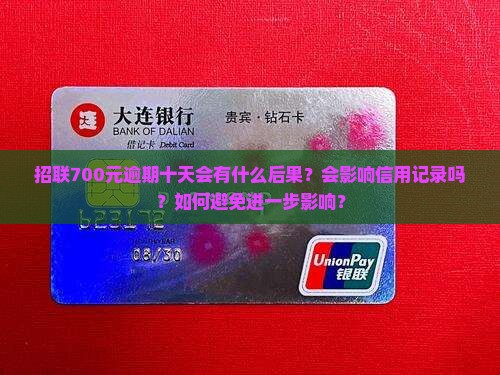 大连银行
BANK OF DALIAN
贵宾·钻石卡
借记卡 Debit Card
招联700元逾期十天会有什么后果？会影响信用记录吗
？如何避免进一步影响？
623172
08/30
UnionPay
银联